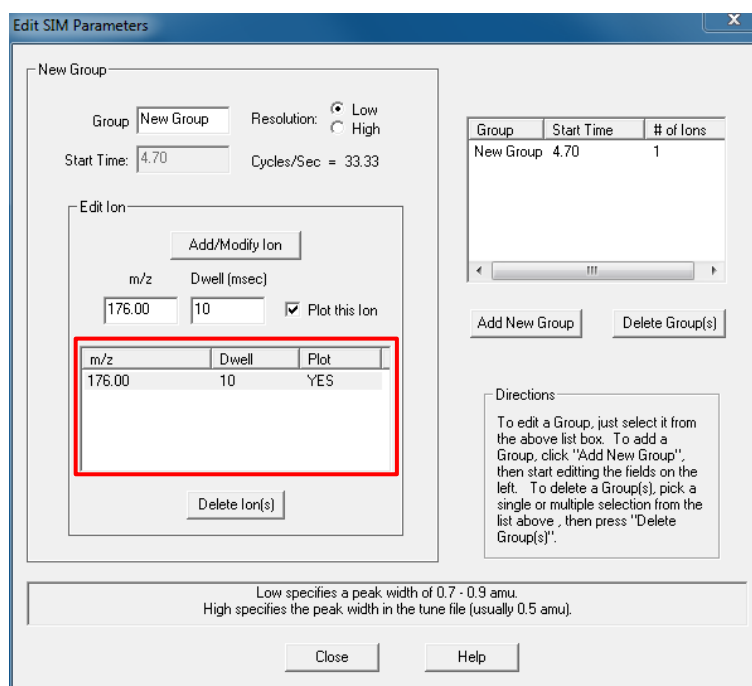 Edit SIM Parameters
X
New Group
Group New Group Resolution: Low
High
Start Time: 4.70 Cycles/Sec = 33.33
Edit Ion
Add/Modify Ion
m/z Dwell (msec)
176.00 10 Plot this Ion
m/z Dwell Plot
176.00 10 YES
Delete Ion(s)
Group Start Time # of Ions
New Group 4.70 1
Add New Group Delete Group(s)
Directions
To edit a Group, just select it from
the above list box. To add a
Group, click "Add New Group",
then start editting the fields on the
left. To delete a Group(s), pick a
single or multiple selection from the
list above , then press "Delete
Group(s)".
Low specifies a peak width of 0.7 - 0.9 amu.
High specifies the peak width in the tune file (usually 0.5 amu).
Close Help